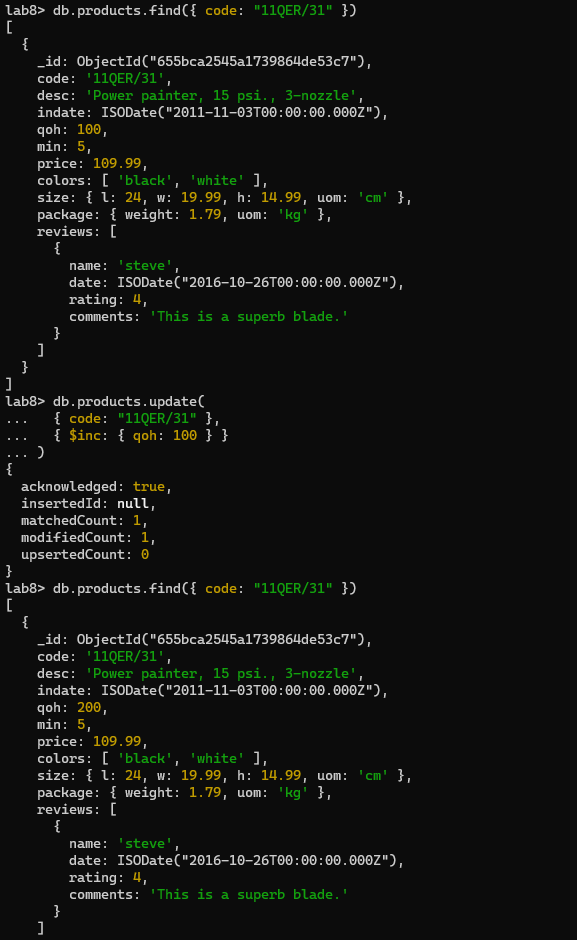 lab8> db.products.find({ code: "11QER/31" })
[
  {
    _id: ObjectId("655bca2545a1739864de53c7"),
    code: '11QER/31',
    desc: 'Power painter, 15 psi., 3-nozzle',
    indate: ISODate("2011-11-03T00:00:00.000Z"),
    qoh: 100,
    min: 5,
    price: 109.99,
    colors: [ 'black', 'white' ],
    size: { l: 24, w: 19.99, h: 14.99, uom: 'cm' },
    package: { weight: 1.79, uom: 'kg' },
    reviews: [
      {
        name: 'steve',
        date: ISODate("2016-10-26T00:00:00.000Z"),
        rating: 4,
        comments: 'This is a superb blade.'
      }
    ]
  }
]
lab8> db.products.update(
...   { code: "11QER/31" },
...   { $inc: { qoh: 100 } }
... )
{
  acknowledged: true,
  insertedId: null,
  matchedCount: 1,
  modifiedCount: 1,
  upsertedCount: 0
}
lab8> db.products.find({ code: "11QER/31" })
[
  {
    _id: ObjectId("655bca2545a1739864de53c7"),
    code: '11QER/31',
    desc: 'Power painter, 15 psi., 3-nozzle',
    indate: ISODate("2011-11-03T00:00:00.000Z"),
    qoh: 200,
    min: 5,
    price: 109.99,
    colors: [ 'black', 'white' ],
    size: { l: 24, w: 19.99, h: 14.99, uom: 'cm' },
    package: { weight: 1.79, uom: 'kg' },
    reviews: [
      {
        name: 'steve',
        date: ISODate("2016-10-26T00:00:00.000Z"),
        rating: 4,
        comments: 'This is a superb blade.'
      }
    ]